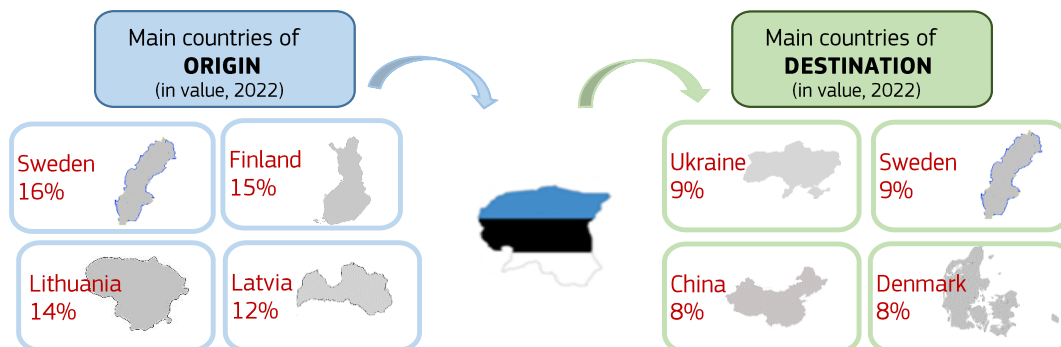 Main countries of
ORIGIN
(in value, 2022)
Main countries of
DESTINATION
(in value, 2022)
Sweden
16%
Finland
15%
Ukraine
9%
Sweden
9%
Lithuania
14%
Latvia
12%
China
8%
Denmark
8%